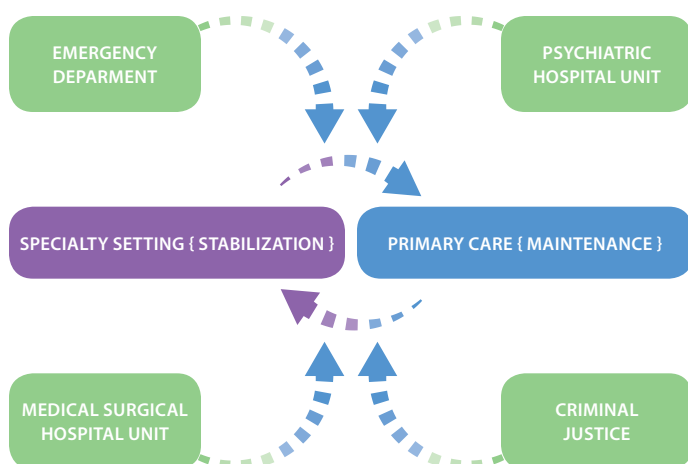 EMERGENCY
DEPARMENT
PSYCHIATRIC
HOSPITAL UNIT
SPECIALTY SETTING { STABILIZATION }
PRIMARY CARE { MAINTENANCE }
MEDICAL SURGICAL
HOSPITAL UNIT
CRIMINAL
JUSTICE